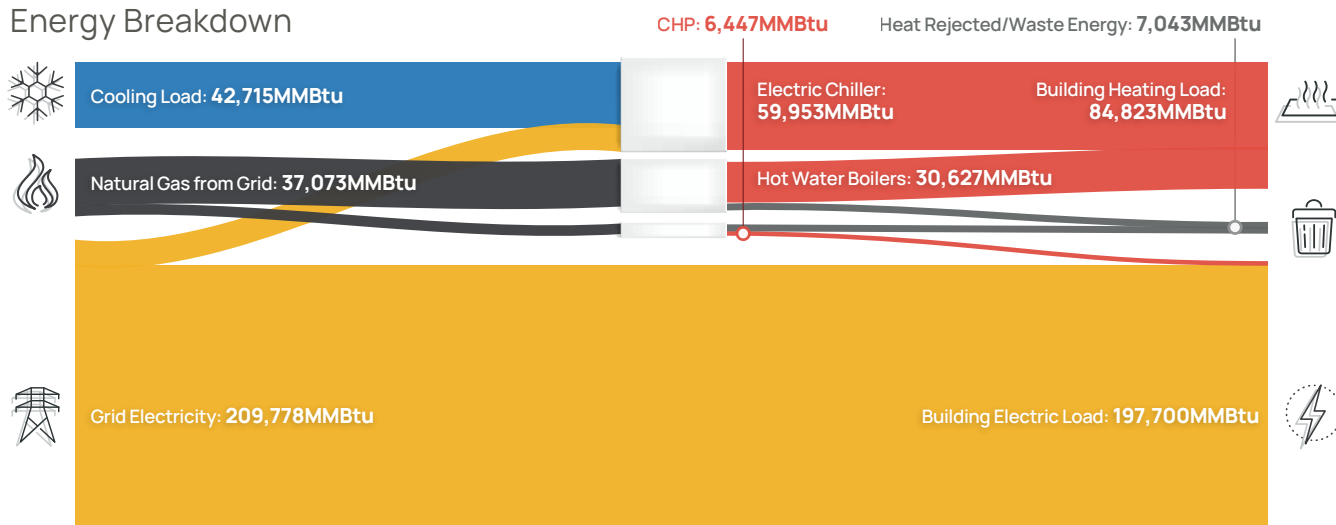 Energy Breakdown
CHP: 6,447MMBtu
Heat Rejected/Waste Energy: 7,043MMBtu
Cooling Load: 42,715MMBtu
Electric Chiller:
59,953MMBtu
Building Heating Load:
84,823MMBtu
Natural Gas from Grid: 37,073MMBtu
Hot Water Boilers: 30,627MMBtu
Grid Electricity: 209,778MMBtu
Building Electric Load: 197,700MMBtu